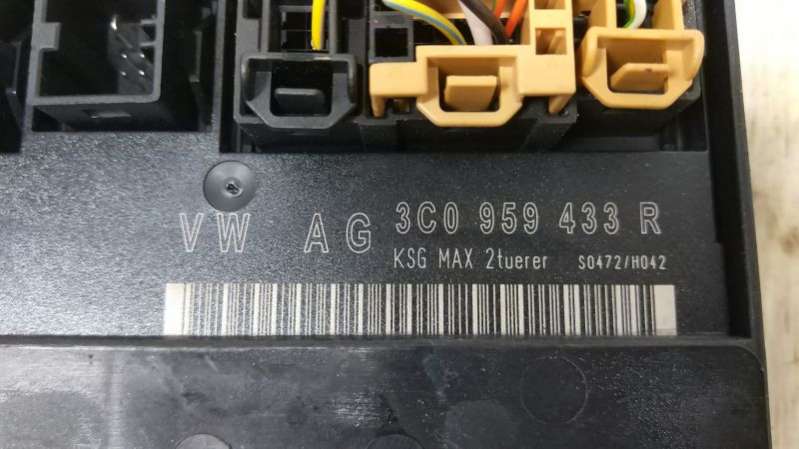 VW AG 3C0 959 433 R
KSG MAX 2tuerer S0472/H042